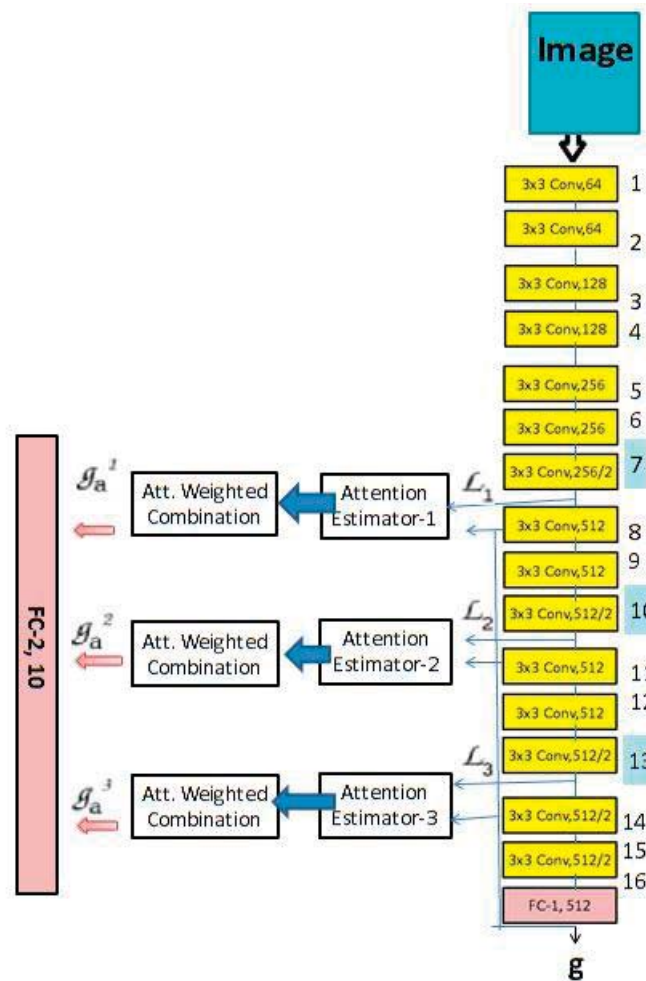 Image
3x3 Conv,64
1
3x3 Conv,64
2
3x3 Conv,128
3
3x3 Conv,128
4
3x3 Conv,256
5
3x3 Conv,256
6
3x3 Conv,256/2
7
3x3 Conv,512
8
3x3 Conv,512
9
3x3 Conv,512/2
10
3x3 Conv,512
11
3x3 Conv,512
12
3x3 Conv,512/2
13
3x3 Conv,512/2
14
3x3 Conv,512/2
15
16
FC-1, 512
g
ℒ1
Attention
Estimator-1
Att. Weighted
Combination
𝒢a¹
ℒ2
Attention
Estimator-2
Att. Weighted
Combination
𝒢a²
ℒ3
Attention
Estimator-3
Att. Weighted
Combination
𝒢a³
FC-2, 10